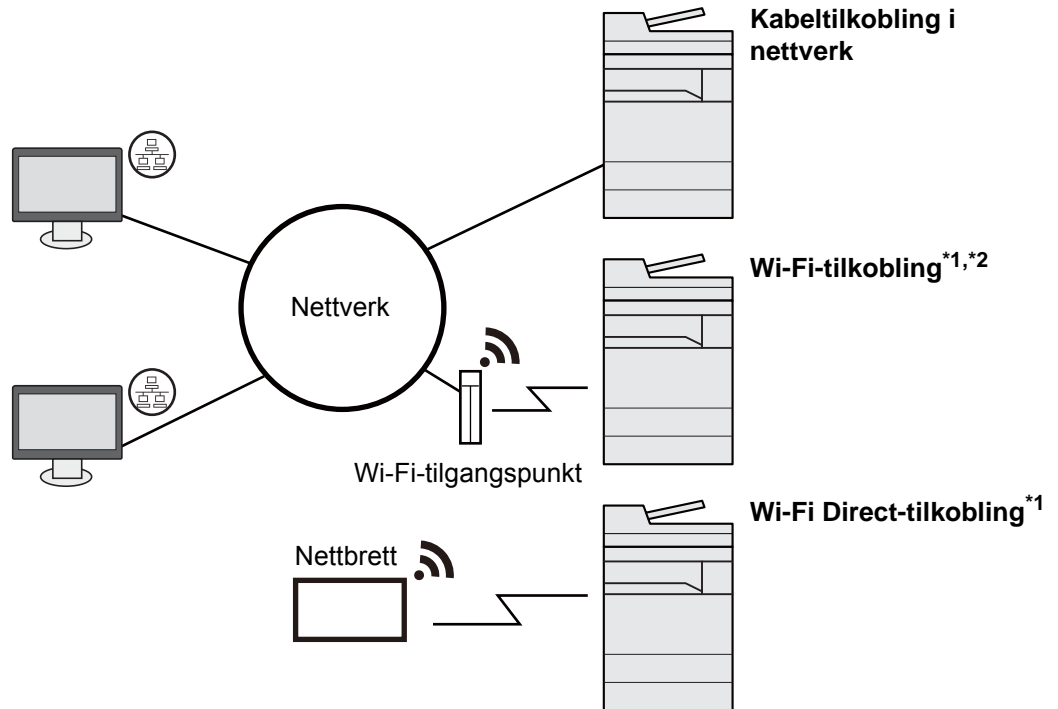 Kabeltilkobling i
nettverk
Nettverk
Wi-Fi-tilkobling*1,*2
Wi-Fi-tilgangspunkt
Nettbrett
Wi-Fi Direct-tilkobling*1